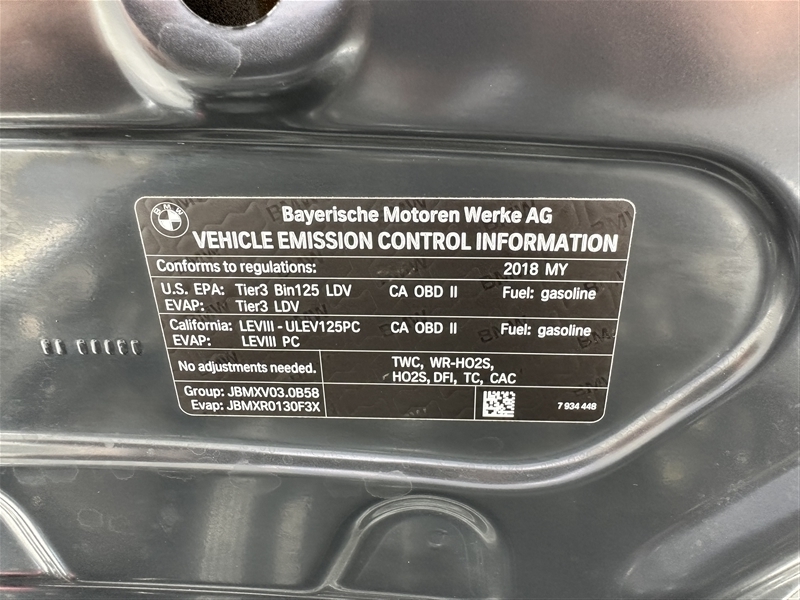 BMW
Bayerische Motoren Werke AG
VEHICLE EMISSION CONTROL INFORMATION
Conforms to regulations: 2018 MY
U.S. EPA: Tier3 Bin125 LDV CA OBD II Fuel: gasoline
EVAP: Tier3 LDV
California: LEVIII - ULEV125PC CA OBD II Fuel: gasoline
EVAP: LEVIII PC
No adjustments needed. TWC, WR-HO2S,
HO2S, DFI, TC, CAC
Group: JBMXV03.0B58
Evap: JBMXR0130F3X
7 934 448